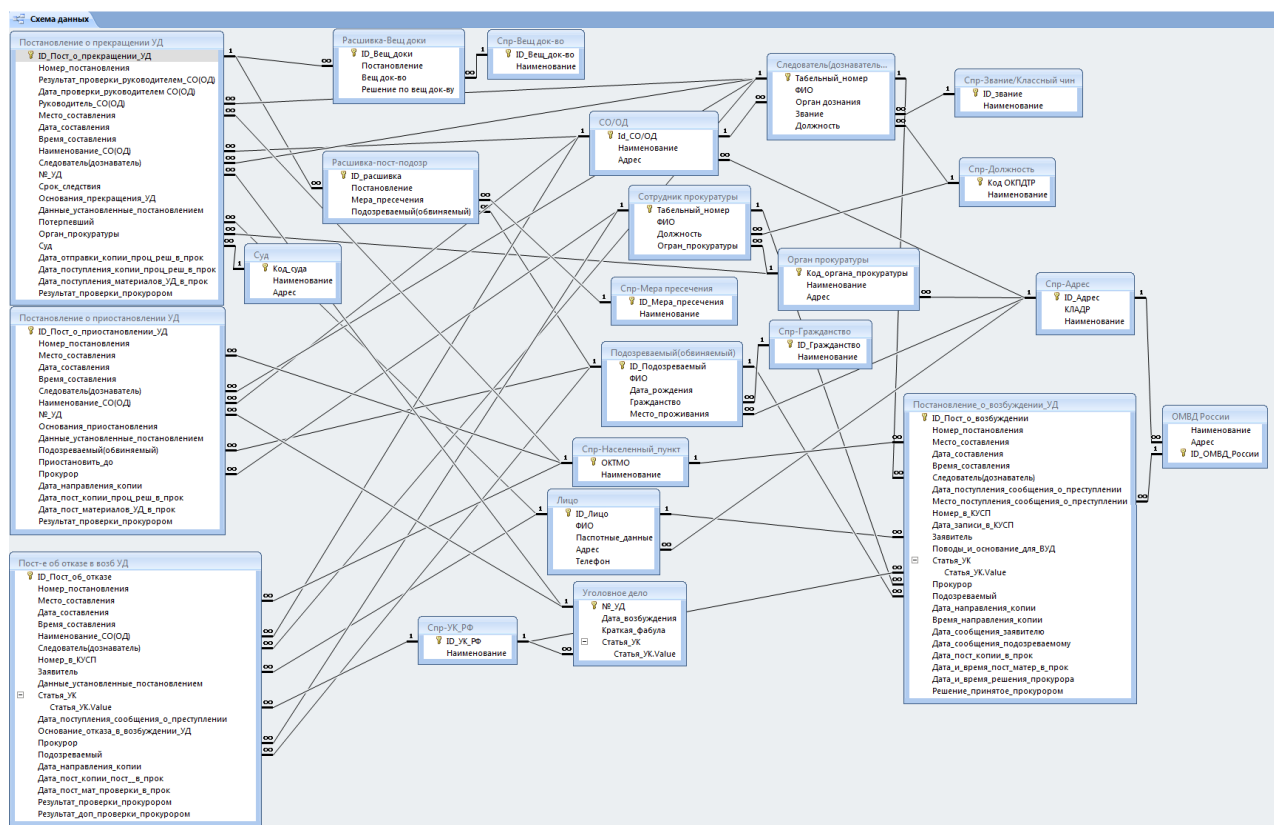 Схема данных
Постановление о прекращении УД
ID_Пост_о_прекращении_УД
Номер_постановления
Результат_проверки_руководителем_СО(ОД)
Дата_проверки_руководителем СО(ОД)
Руководитель_СО(ОД)
Место_составления
Дата_составления
Время_составления
Наименование_СО(ОД)
Следователь(дознаватель)
№_УД
Срок_следствия
Основания_прекращения_УД
Данные_установленные_постановлением
Потерпевший
Орган_прокуратуры
Суд
Дата_отправки_копии_проц_реш_в_прок
Дата_поступления_копии_проц_реш_в_прок
Дата_поступления_материалов_УД_в_прок
Результат_проверки_прокурором
Расшивка-Вещ доки
ID_Вещ_доки
Постановление
Вещ док-во
Решение по вещ док-ву
Спр-Вещ док-во
ID_Вещ_док-во
Наименование
Следователь(дознаватель...
Табельный_номер
ФИО
Орган дознания
Звание
Должность
Спр-Звание/Классный чин
ID_звание
Наименование
СО/ОД
Id_СО/ОД
Наименование
Адрес
Расшивка-пост-подозр
ID_расшивка
Постановление
Мера_пресечения
Подозреваемый(обвиняемый)
Спр-Должность
Код ОКПДТР
Наименование
Сотрудник прокуратуры
Табельный_номер
ФИО
Должность
Огран_прокуратуры
Суд
Код_суда
Наименование
Адрес
Орган прокуратуры
Код_органа_прокуратуры
Наименование
Адрес
Спр-Мера пресечения
ID_Мера_пресечения
Наименование
Спр-Адрес
ID_Адрес
КЛАДР
Наименование
Постановление о приостановлении УД
ID_Пост_о_приостановлении_УД
Номер_постановления
Место_составления
Дата_составления
Время_составления
Следователь(дознаватель)
Наименование_СО(ОД)
№_УД
Основания_приостановления
Данные_установленные_постановлением
Подозреваемый(обвиняемый)
Приостановить_до
Прокурор
Дата_направления_копии
Дата_пост_копии_проц_реш_в_прок
Дата_пост_материалов_УД_в_прок
Результат_проверки_прокурором
Спр-Гражданство
ID_Гражданство
Наименование
Подозреваемый(обвиняемый)
ID_Подозреваемый
ФИО
Дата_рождения
Гражданство
Место_проживания
Постановление_о_возбуждении_УД
ID_Пост_о_возбуждении
Номер_постановления
Место_составления
Дата_составления
Время_составления
Следователь(дознаватель)
Дата_поступления_сообщения_о_преступлении
Место_поступления_сообщения_о_преступлении
Номер_в_КУСП
Дата_записи_в_КУСП
Заявитель
Поводы_и_основание_для_ВУД
Статья_УК
Статья_УК.Value
Прокурор
Подозреваемый
Дата_направления_копии
Время_направления_копии
Дата_сообщения_заявителю
Дата_сообщения_подозреваемому
Дата_пост_копии_в_прок
Дата_и_время_пост_матер_в_прок
Дата_и_время_решения_прокурора
Решение_принятое_прокурором
ОМВД России
Наименование
Адрес
ID_ОМВД_России
Спр-Населенный_пункт
ОКТМО
Наименование
Лицо
ID_Лицо
ФИО
Паспотные_данные
Адрес
Телефон
Пост-е об отказе в возб УД
ID_Пост_об_отказе
Номер_постановления
Место_составления
Дата_составления
Время_составления
Наименование_СО(ОД)
Следователь(дознаватель)
Номер_в_КУСП
Заявитель
Данные_установленные_постановлением
Статья_УК
Статья_УК.Value
Дата_поступления_сообщения_о_преступлении
Основание_отказа_в_возбуждении_УД
Прокурор
Подозреваемый
Дата_направления_копии
Дата_пост_копии_пост__в_прок
Дата_пост_мат_проверки_в_прок
Результат_проверки_прокурором
Результат_доп_проверки_прокурором
Уголовное дело
№_УД
Дата_возбуждения
Краткая_фабула
Статья_УК
Статья_УК.Value
Спр-УК_РФ
ID_УК_РФ
Наименование